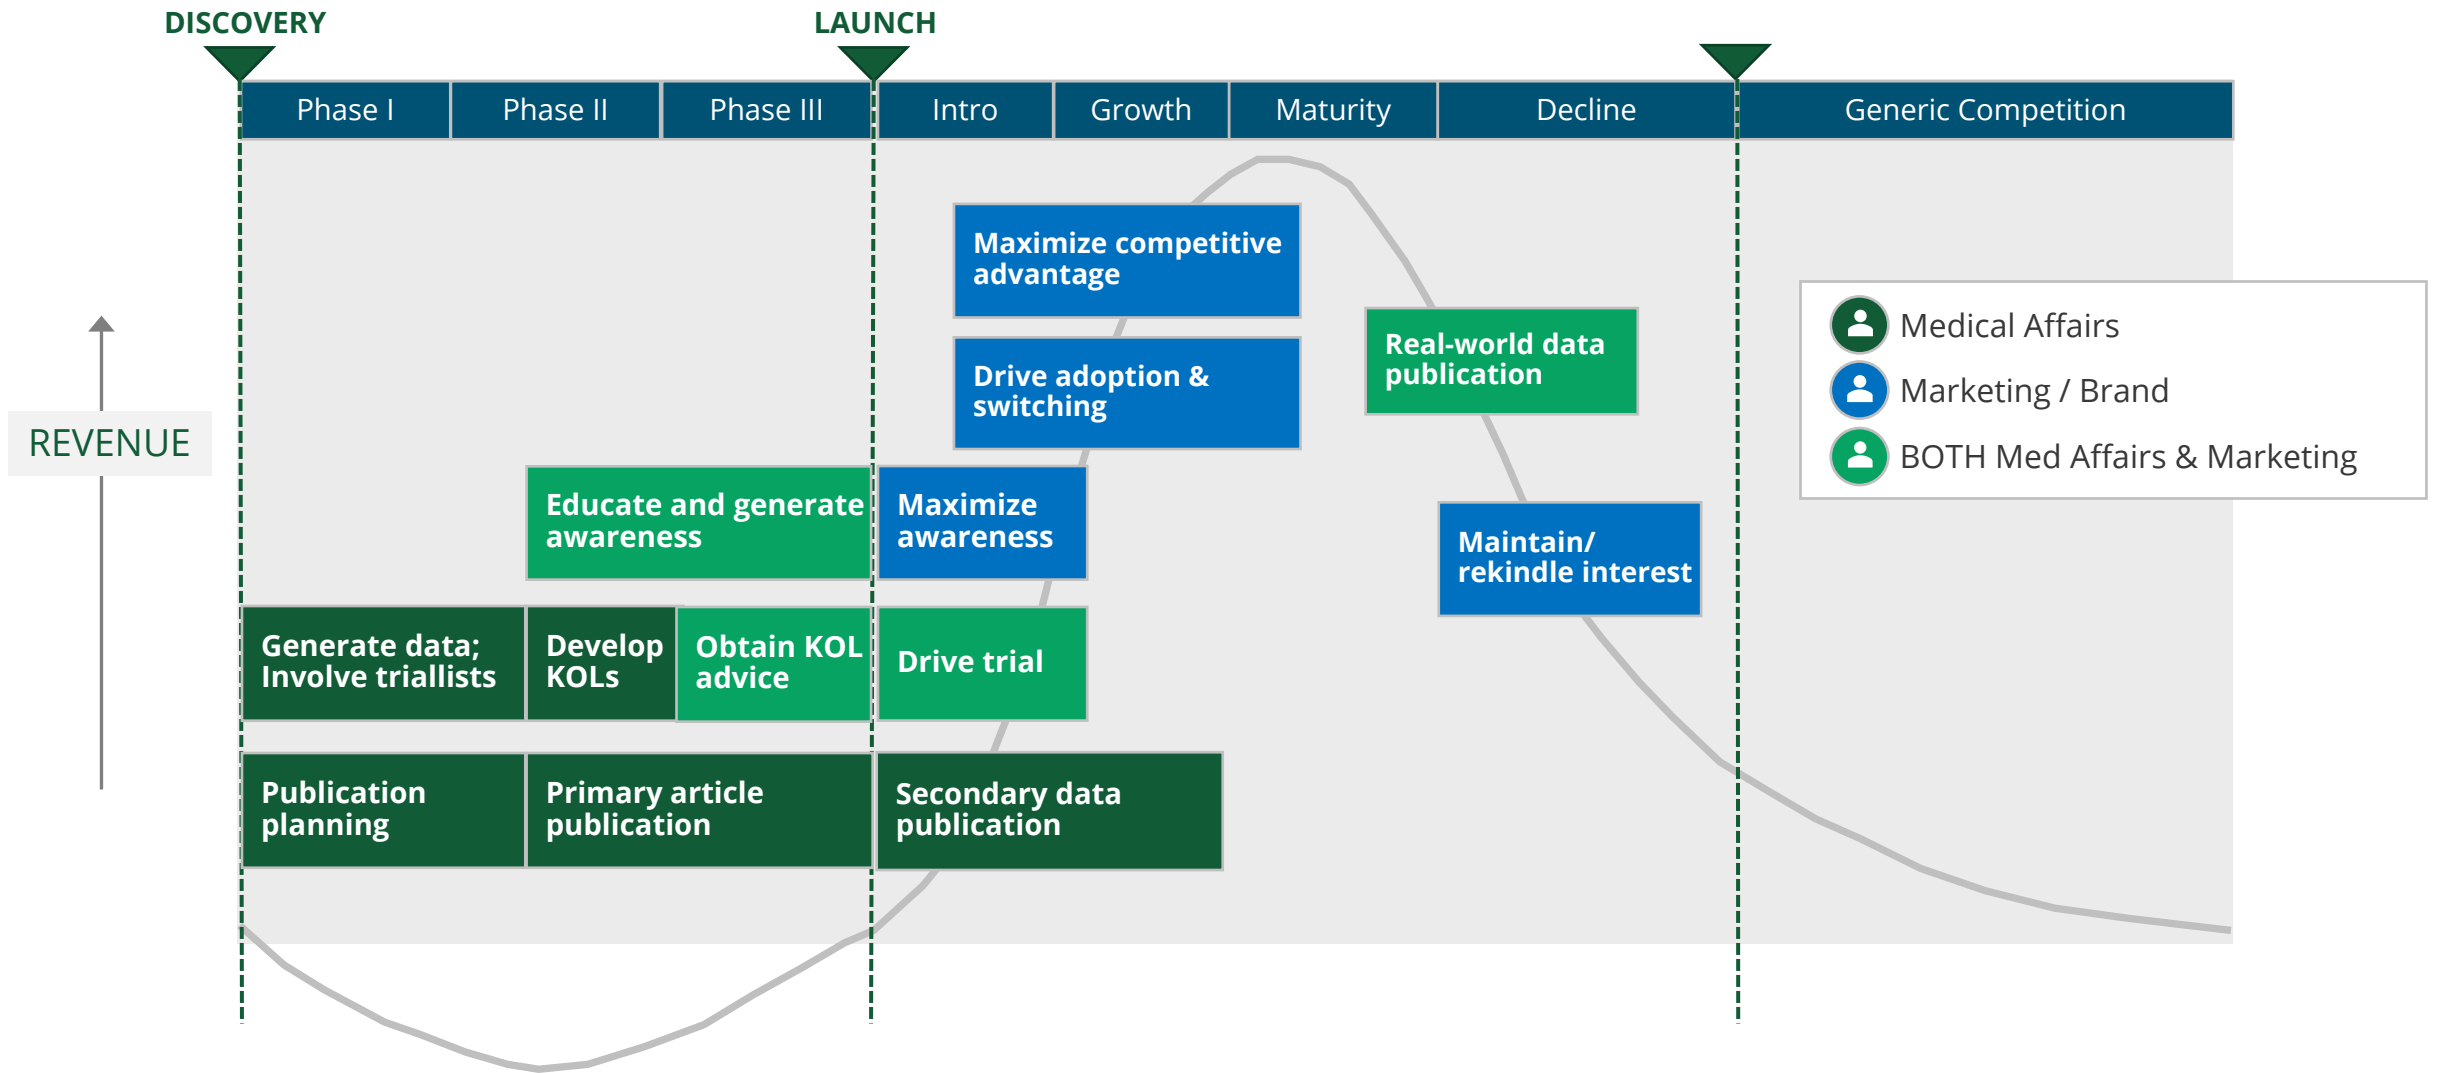 DISCOVERY
LAUNCH
Phase I
Phase II
Phase III
Intro
Growth
Maturity
Decline
Generic Competition
Maximize competitive
advantage
Drive adoption &
switching
Real-world data
publication
Medical Affairs
Marketing / Brand
BOTH Med Affairs & Marketing
REVENUE
Educate and generate
awareness
Maximize
awareness
Maintain/
rekindle interest
Generate data;
Involve triallists
Develop
KOLs
Obtain KOL
advice
Drive trial
Publication
planning
Primary article
publication
Secondary data
publication